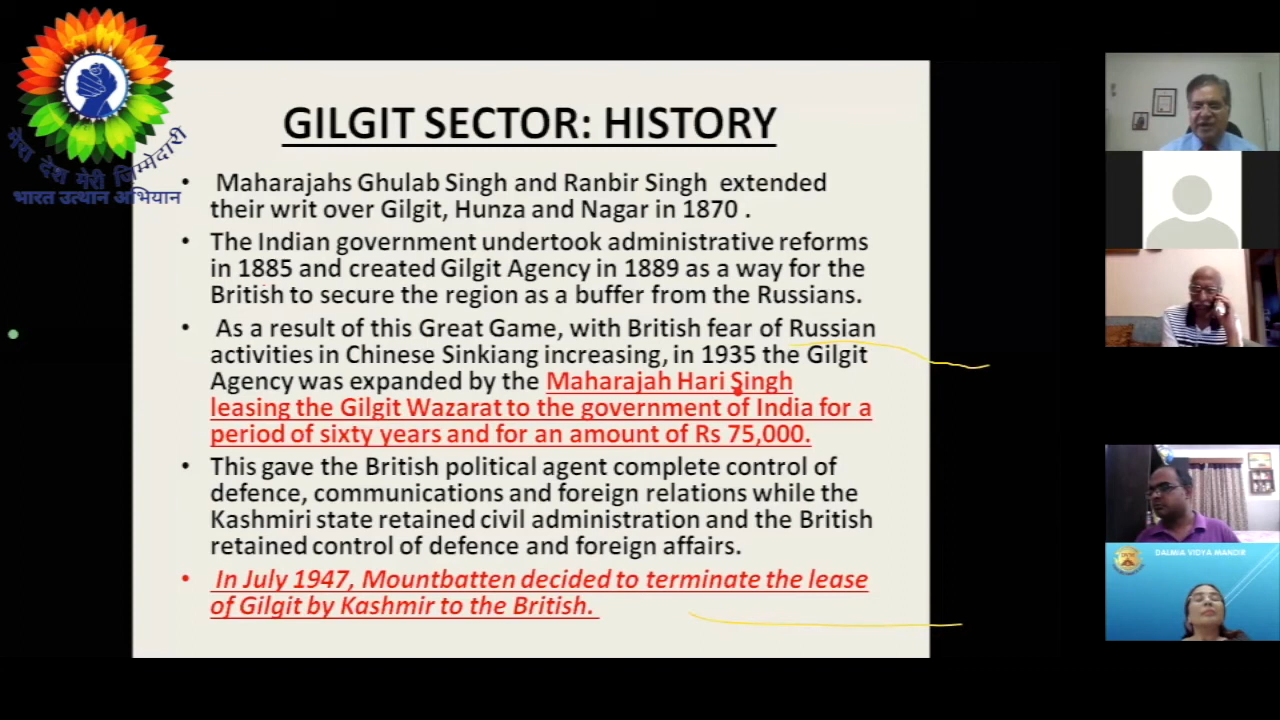 मेरा देश मेरी जिम्मेदारी
भारत उत्थान अभियान
GILGIT SECTOR: HISTORY
• Maharajahs Ghulab Singh and Ranbir Singh extended
their writ over Gilgit, Hunza and Nagar in 1870 .
• The Indian government undertook administrative reforms
in 1885 and created Gilgit Agency in 1889 as a way for the
British to secure the region as a buffer from the Russians.
• As a result of this Great Game, with British fear of Russian
activities in Chinese Sinkiang increasing, in 1935 the Gilgit
Agency was expanded by the Maharajah Hari Singh
leasing the Gilgit Wazarat to the government of India for a
period of sixty years and for an amount of Rs 75,000.
• This gave the British political agent complete control of
defence, communications and foreign relations while the
Kashmiri state retained civil administration and the British
retained control of defence and foreign affairs.
• In July 1947, Mountbatten decided to terminate the lease
of Gilgit by Kashmir to the British.
DALMIA VIDYA MANDIR